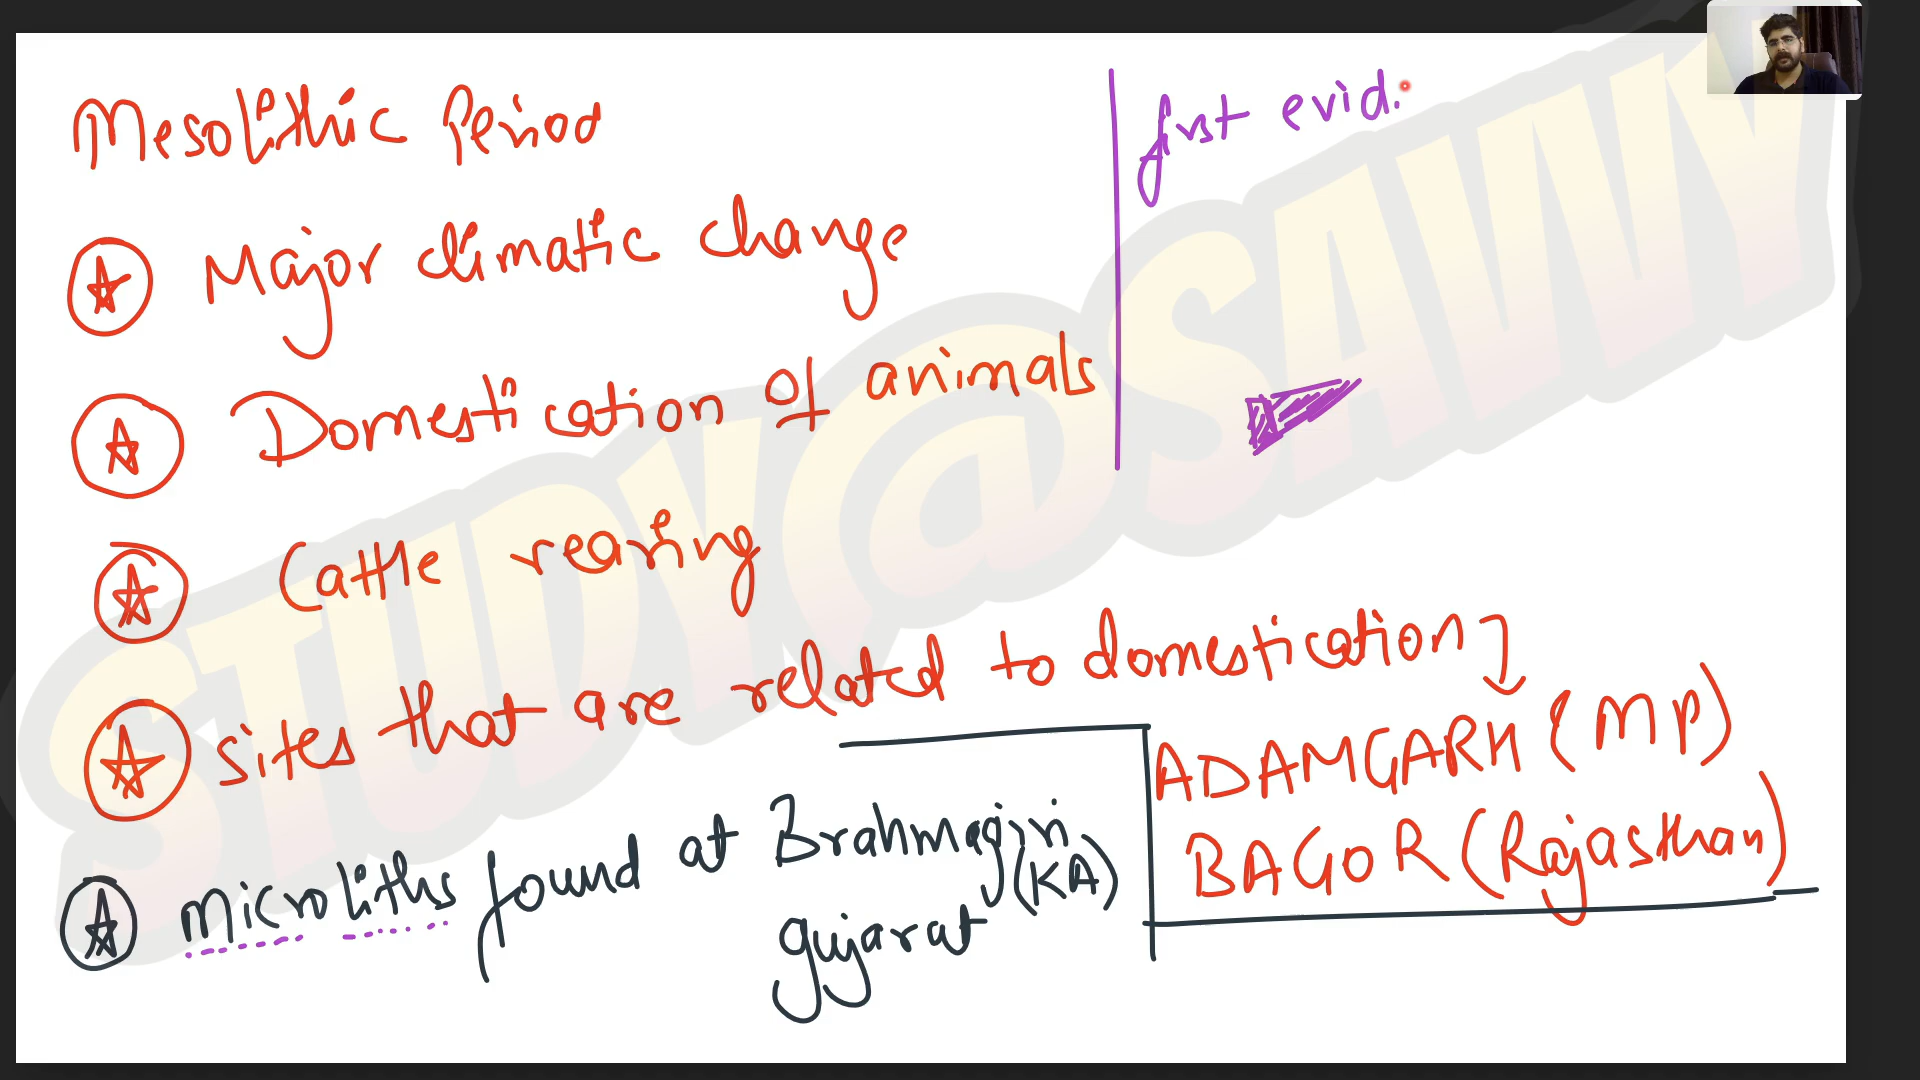 Mesolithic Period
Major climatic change
Domestication of animals
Cattle rearing
sites that are related to domestication
ADAMGARH (MP)
BAGOR (Rajasthan)
microliths found at Brahmagiri (KA)
gujarat
first evid.
STUDY@SAVVY